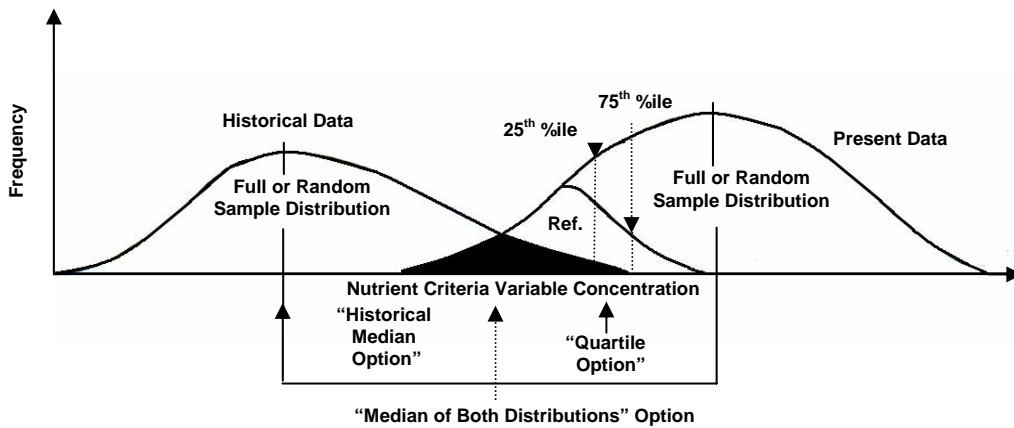 Frequency
Historical Data
Full or Random
Sample Distribution
25th %ile
75th %ile
Ref.
Present Data
Full or Random
Sample Distribution
Nutrient Criteria Variable Concentration
“Historical
Median
Option”
“Quartile
Option”
“Median of Both Distributions” Option